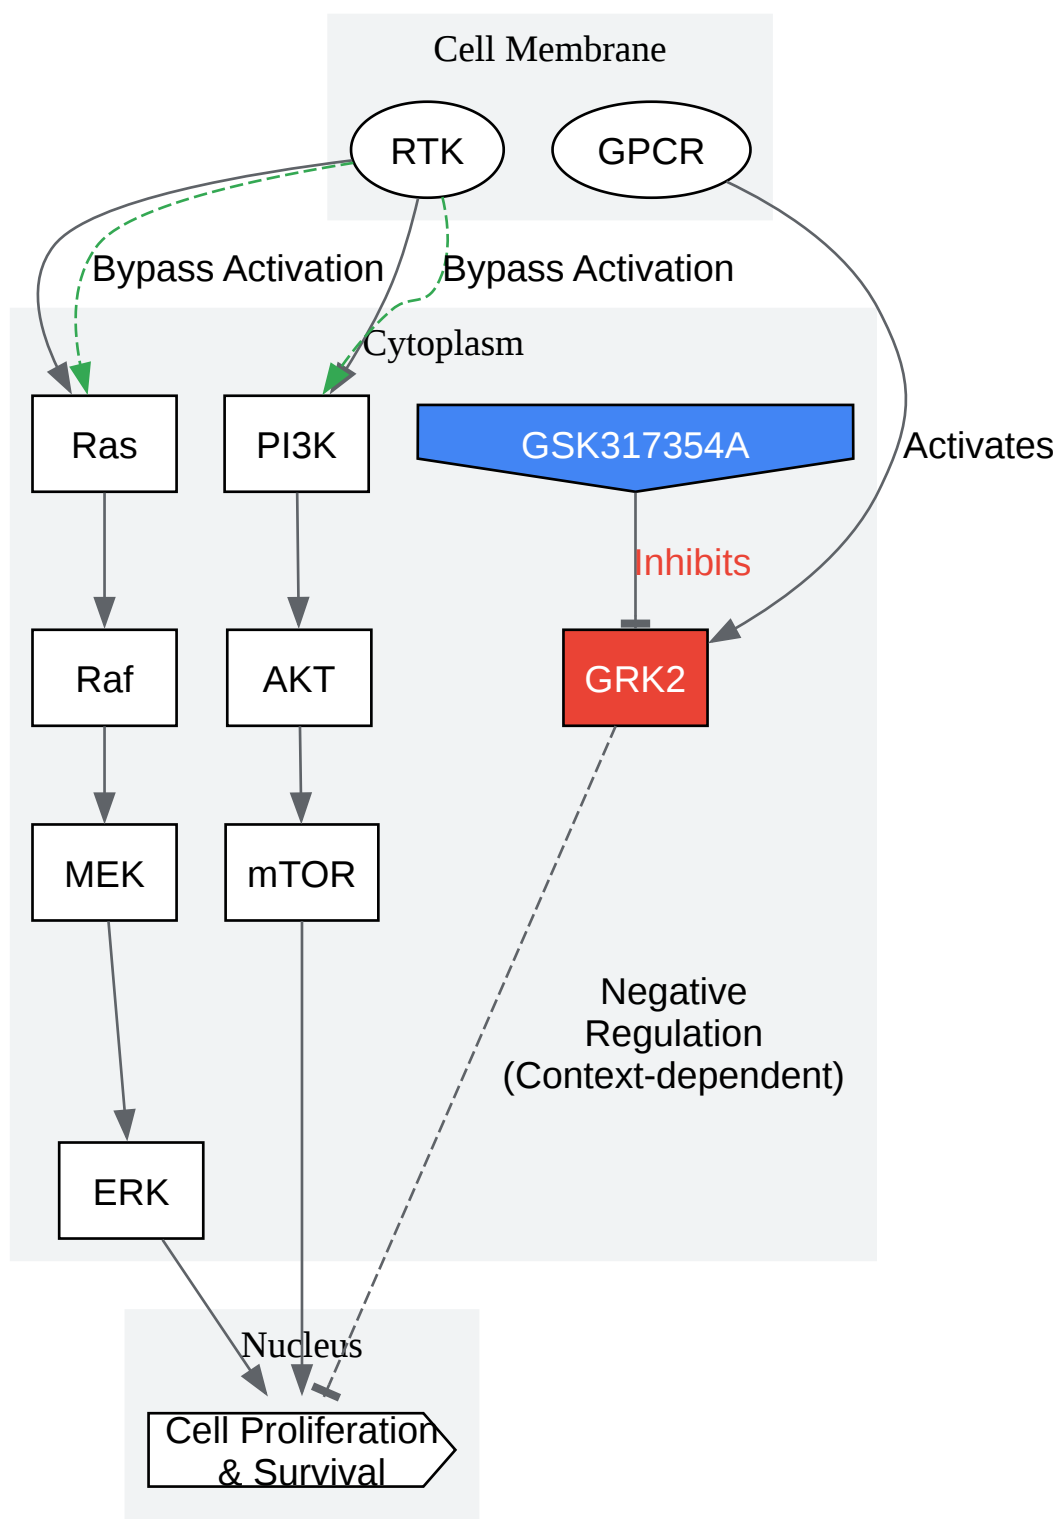 Cell Membrane
RTK
GPCR
Bypass Activation
Bypass Activation
Cytoplasm
Ras
PI3K
GSK317354A
Activates
Inhibits
Raf
AKT
GRK2
MEK
mTOR
Negative
Regulation
(Context-dependent)
ERK
Nucleus
Cell Proliferation
& Survival